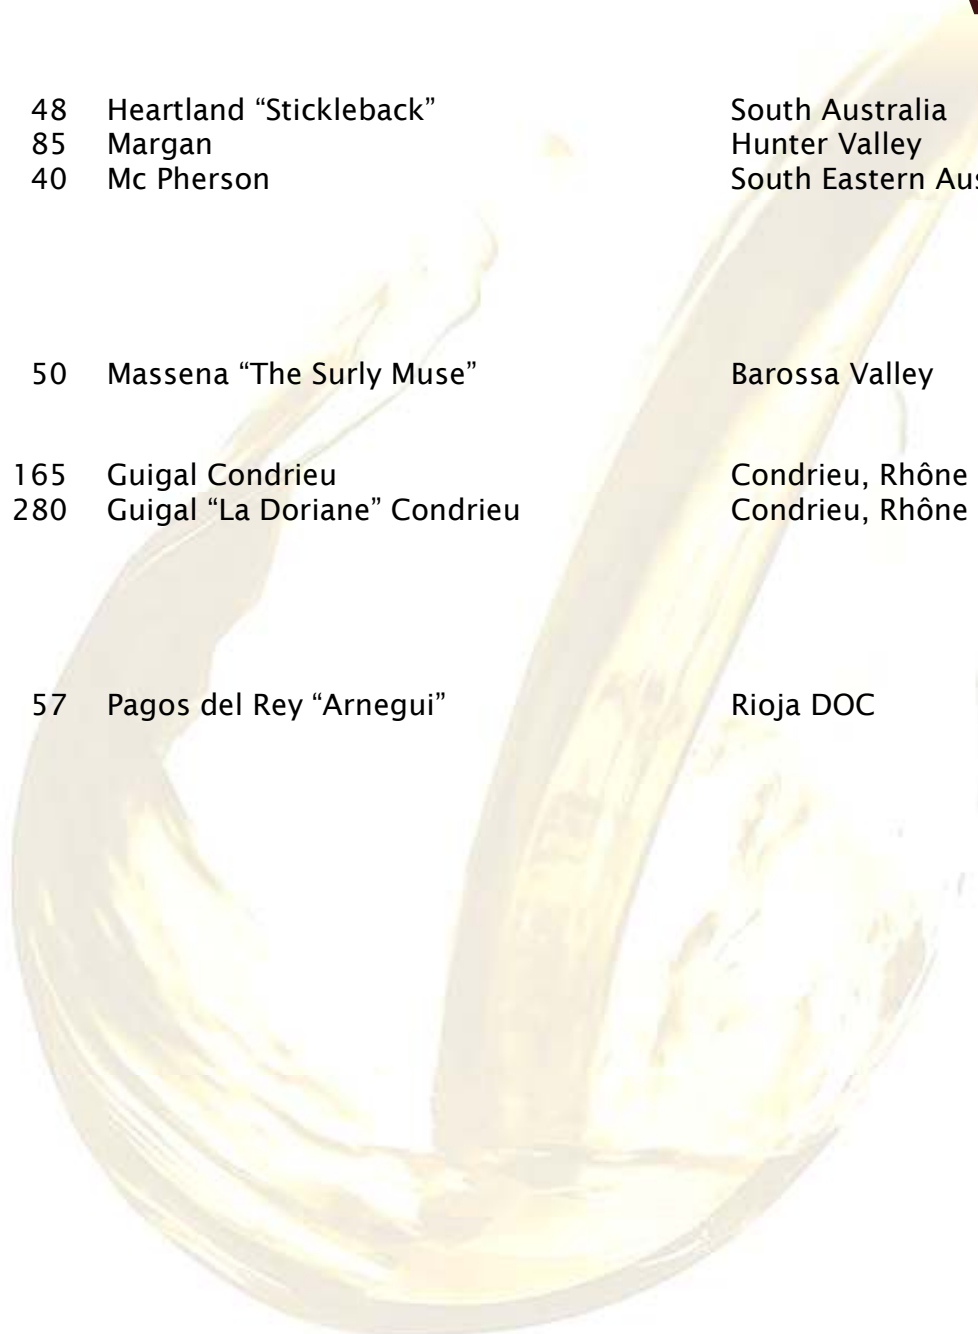 48 Heartland “Stickleback” South Australia
85 Margan Hunter Valley
40 Mc Pherson South Eastern Aus
50 Massena “The Surly Muse” Barossa Valley
165 Guigal Condrieu Condrieu, Rhône
280 Guigal “La Doriane” Condrieu Condrieu, Rhône
57 Pagos del Rey “Arnegui” Rioja DOC